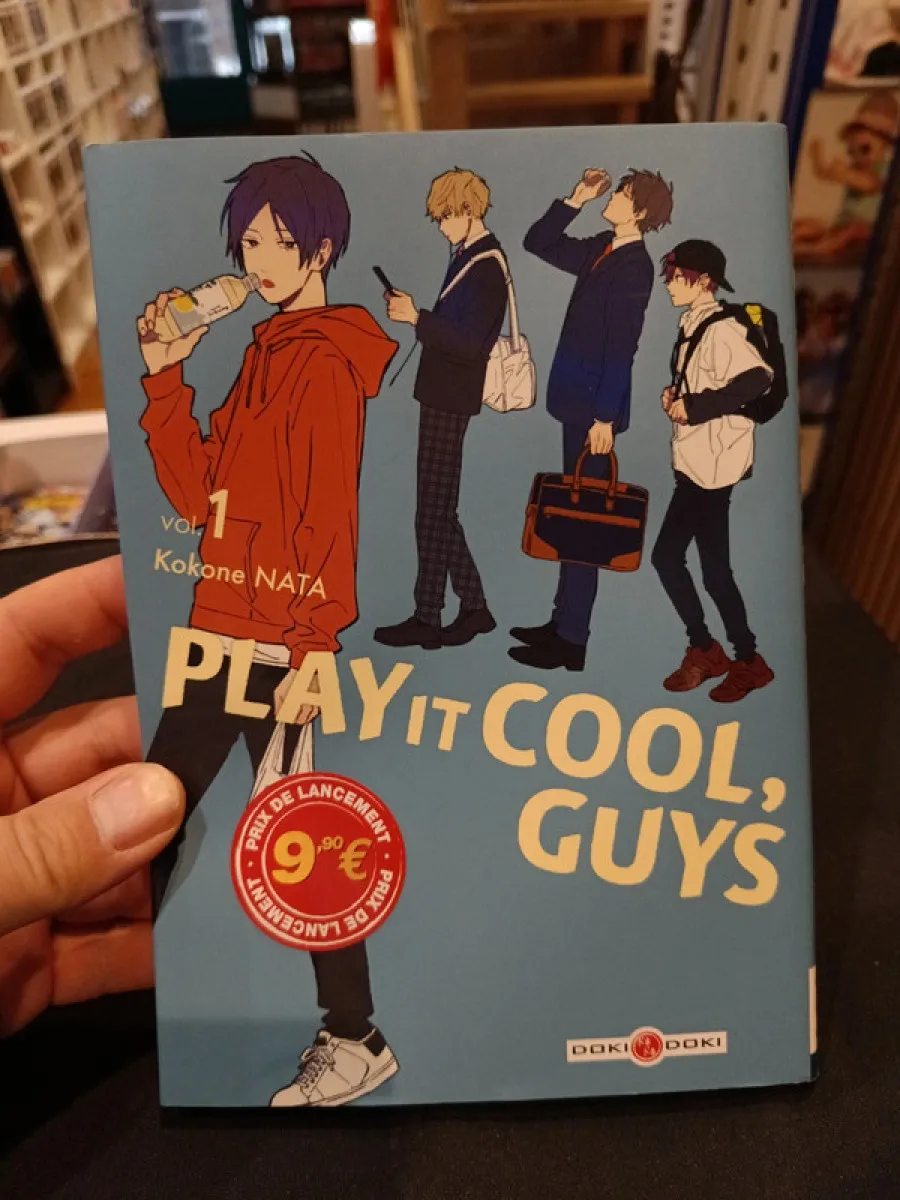 vol. 1
Kokone NATA
PLAY IT COOL,
GUYS
PRIX DE LANCEMENT
9,90€
PRIX DE LANCEMENT
DOKI DOKI